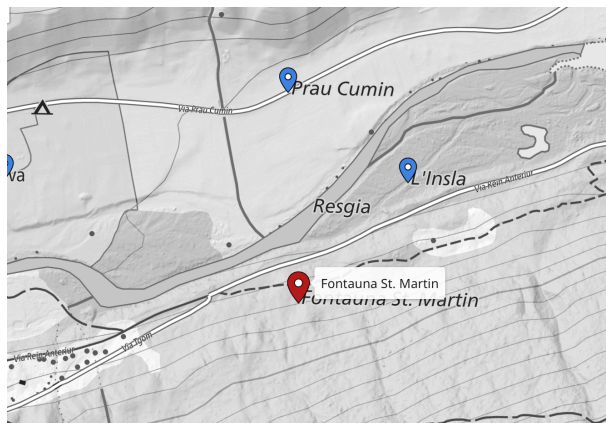 Prau Cumin
Via Prau Cumin
wa
L'Insla
Via Rein Anteriur
Resgia
Fontauna St. Martin
Fontauna St. Martin
Via Tgom
Via Rein Anteriur